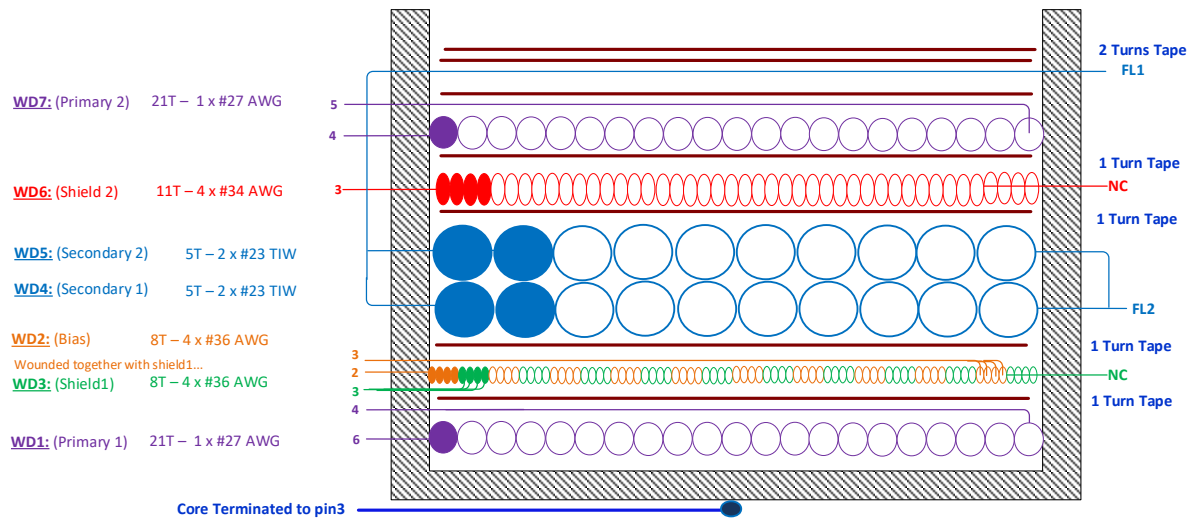 2 Turns Tape
FL1
WD7: (Primary 2) 21T – 1 x #27 AWG
5
4
1 Turn Tape
WD6: (Shield 2) 11T – 4 x #34 AWG
3
NC
1 Turn Tape
WD5: (Secondary 2) 5T – 2 x #23 TIW
WD4: (Secondary 1) 5T – 2 x #23 TIW
FL2
WD2: (Bias) 8T – 4 x #36 AWG
1 Turn Tape
3
Wounded together with shield1...
2
WD3: (Shield1) 8T – 4 x #36 AWG
NC
3
1 Turn Tape
4
WD1: (Primary 1) 21T – 1 x #27 AWG
6
Core Terminated to pin3